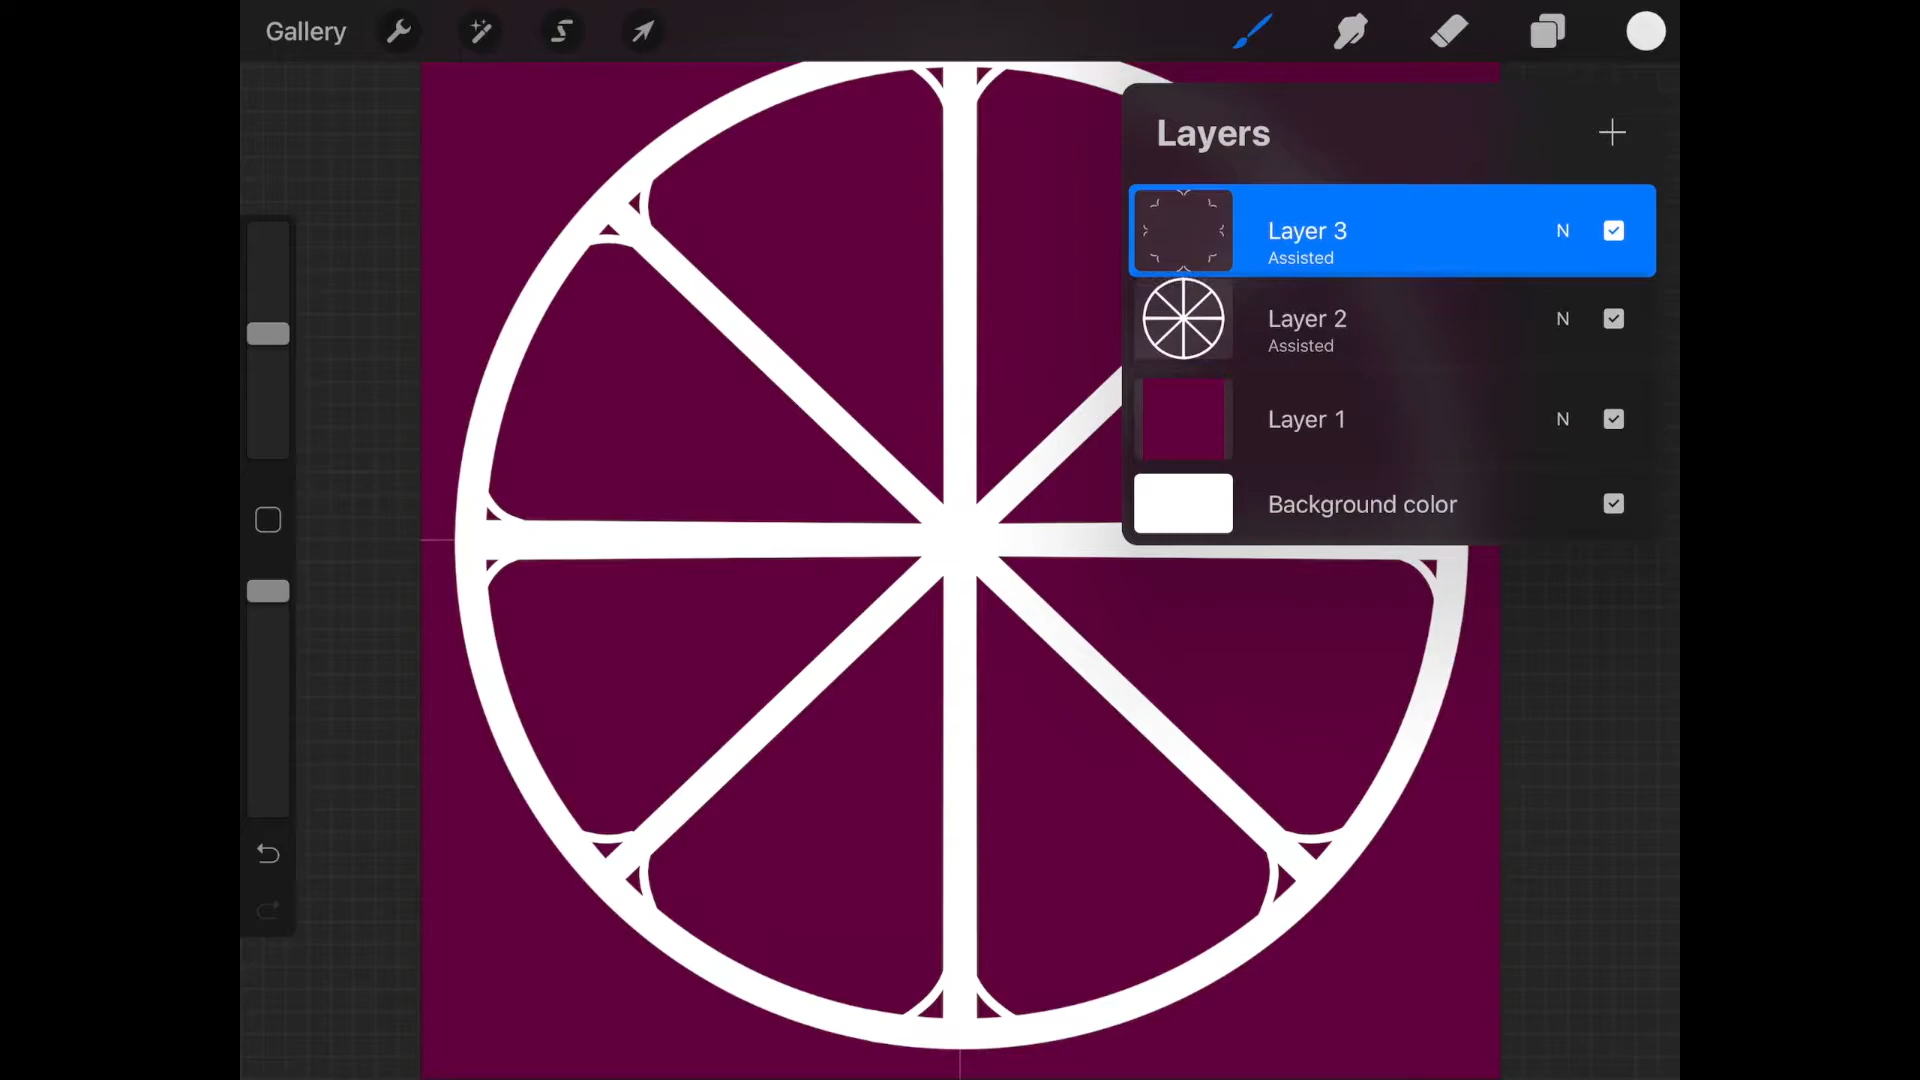 Gallery
Layers
Layer 3
N
Assisted
Layer 2
N
Assisted
Layer 1
N
Background color